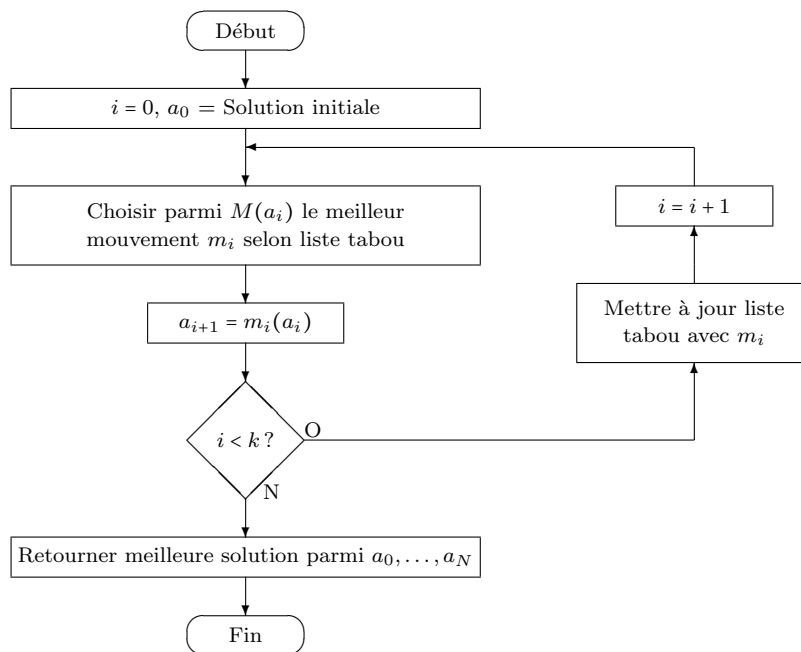 Début
i = 0, a₀ = Solution initiale
Choisir parmi M(aᵢ) le meilleur
mouvement mᵢ selon liste tabou
i = i + 1
aᵢ₊₁ = mᵢ(aᵢ)
Mettre à jour liste
tabou avec mᵢ
i < k ?
O
N
Retourner meilleure solution parmi a₀, . . . , a_N
Fin